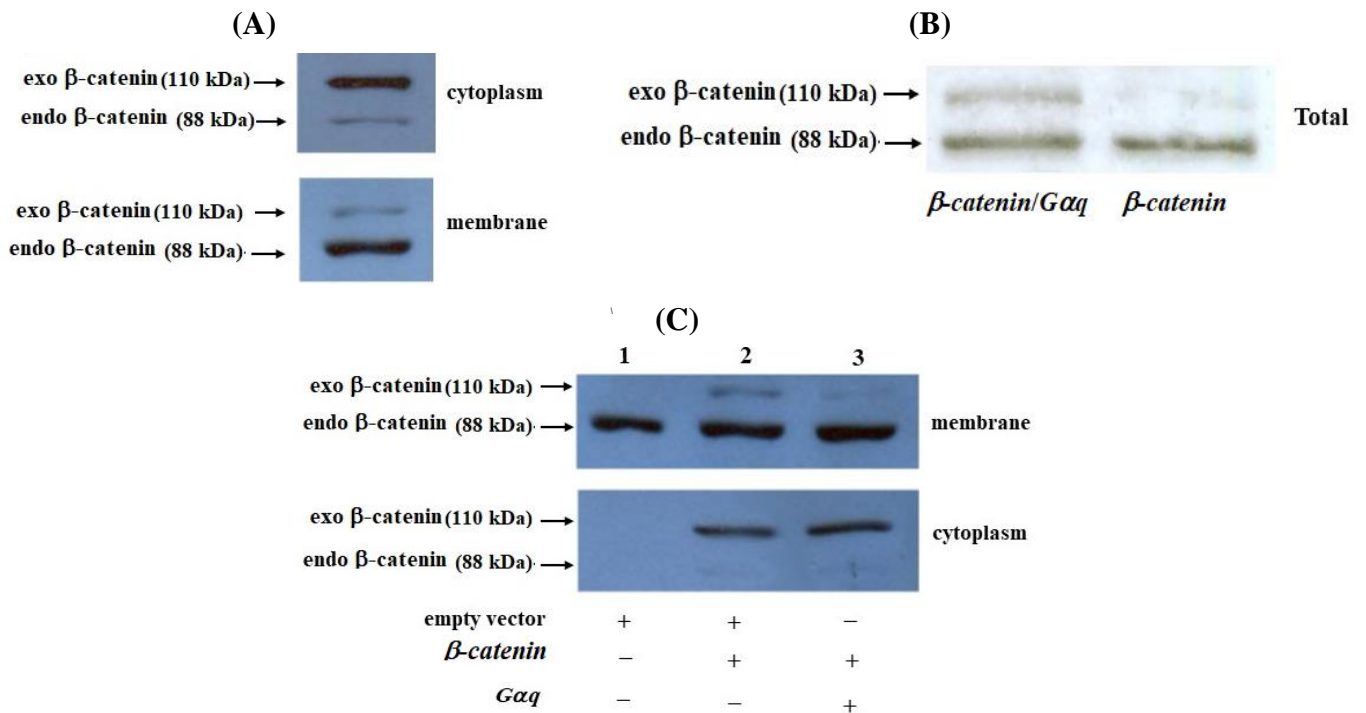 (A)
exo β-catenin (110 kDa)
endo β-catenin (88 kDa)
cytoplasm
exo β-catenin (110 kDa)
endo β-catenin (88 kDa)
membrane
(B)
exo β-catenin (110 kDa)
endo β-catenin (88 kDa)
Total
β-catenin/Gαq β-catenin
(C)
1 2 3
exo β-catenin (110 kDa)
endo β-catenin (88 kDa)
membrane
exo β-catenin (110 kDa)
endo β-catenin (88 kDa)
cytoplasm
empty vector + + −
β-catenin − + +
Gαq − − +